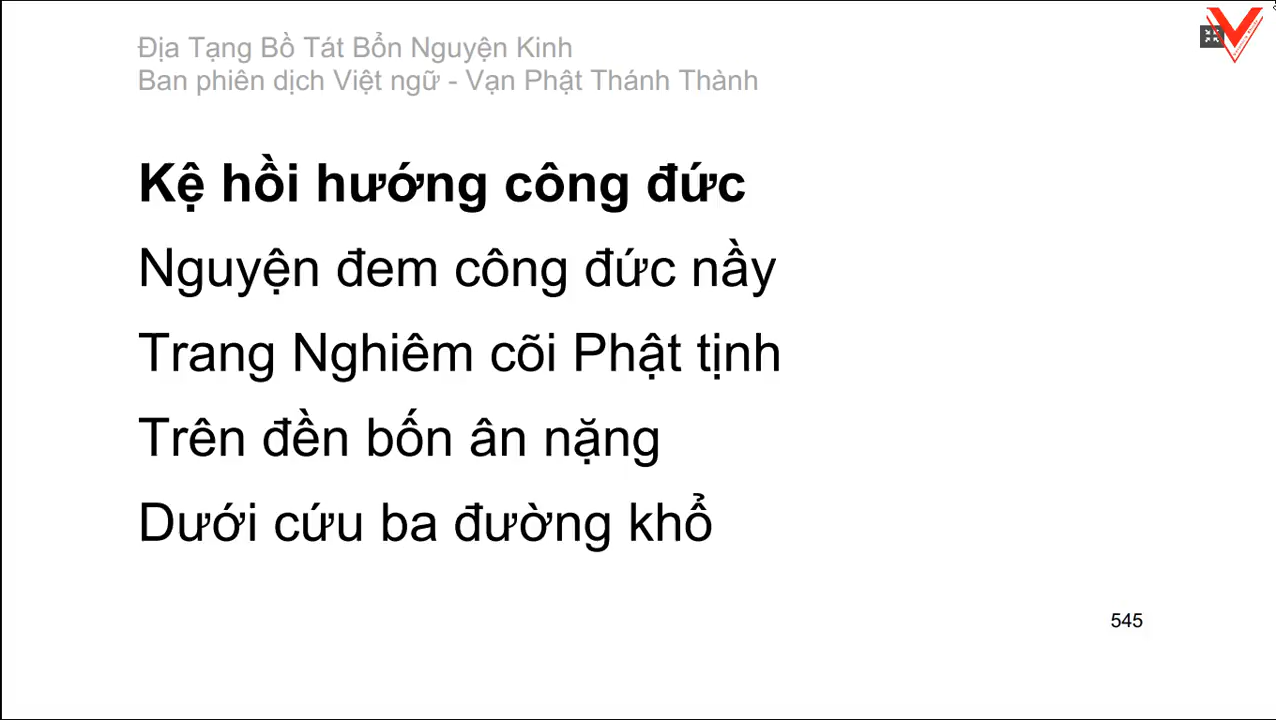 Địa Tạng Bồ Tát Bổn Nguyện Kinh
Ban phiên dịch Việt ngữ - Vạn Phật Thánh Thành
Kệ hồi hướng công đức
Nguyện đem công đức nầy
Trang Nghiêm cõi Phật tịnh
Trên đền bốn ân nặng
Dưới cứu ba đường khổ
545